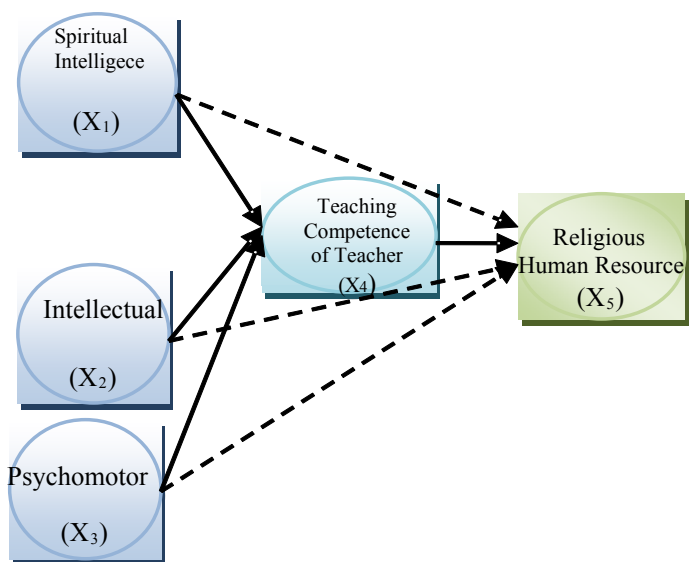 Spiritual
Intelligece
(X₁)
Teaching
Competence
of Teacher
(X₄)
Religious
Human Resource
(X₅)
Intellectual
(X₂)
Psychomotor
(X₃)